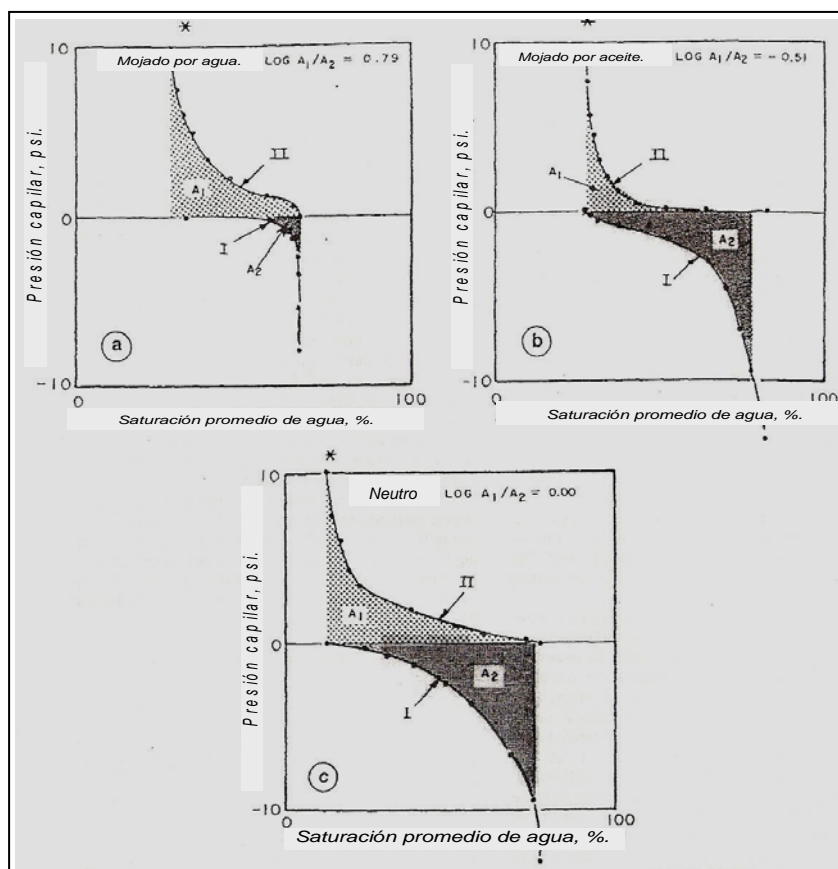 *
10
Mojado por agua. LOG A1/A2 = 0.79
II
A1
Presión capilar, psi.
0
I
A2
a
-10
0
100
Saturación promedio de agua, %.
*
10
Mojado por aceite. LOG A1/A2 = -0.51
II
A1
Presión capilar, psi.
0
A2
I
b
-10
0
100
Saturación promedio de agua, %.
*
10
Neutro LOG A1/A2 = 0.00
II
A1
Presión capilar, psi.
0
A2
I
c
-10
0
100
Saturación promedio de agua, %.